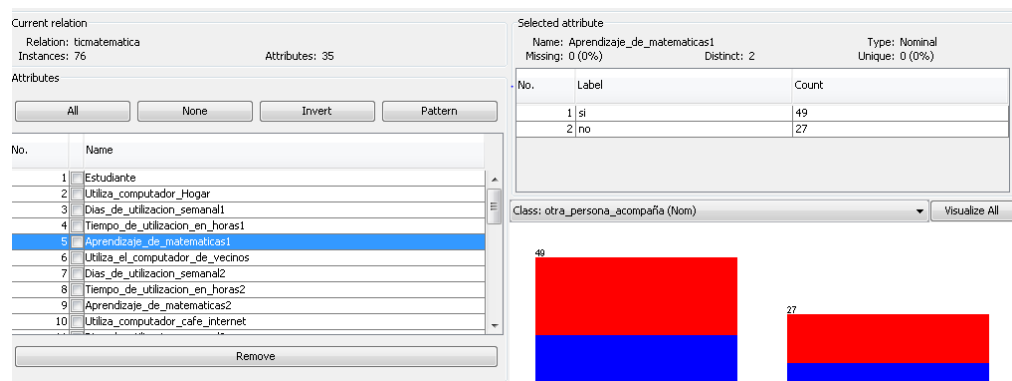 Current relation
Relation: ticmatematica
Instances: 76 Attributes: 35
Attributes
All None Invert Pattern
No. Name
1 Estudiante
2 Utiliza_computador_Hogar
3 Dias_de_utilizacion_semanal1
4 Tiempo_de_utilizacion_en_horas1
5 Aprendizaje_de_matematicas1
6 Utiliza_el_computador_de_vecinos
7 Dias_de_utilizacion_semanal2
8 Tiempo_de_utilizacion_en_horas2
9 Aprendizaje_de_matematicas2
10 Utiliza_computador_cafe_internet
Remove
Selected attribute
Name: Aprendizaje_de_matematicas1 Type: Nominal
Missing: 0 (0%) Distinct: 2 Unique: 0 (0%)
No. Label Count
1 si 49
2 no 27
Class: otra_persona_acompaña (Nom) Visualize All
49
27